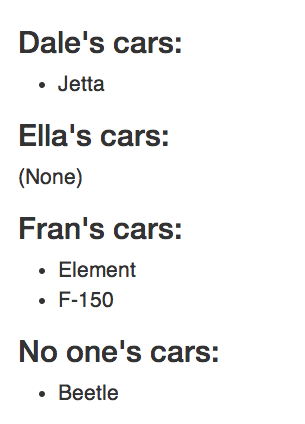 Dale's cars:
• Jetta
Ella's cars:
(None)
Fran's cars:
• Element
• F-150
No one's cars:
• Beetle